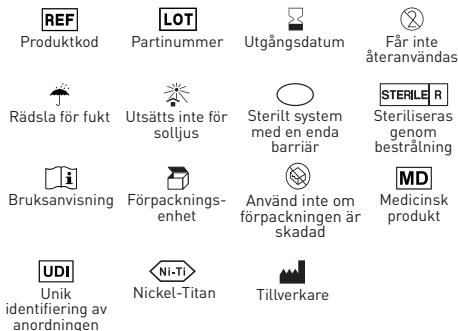 REF
LOT
Produktkod
Partinummer
Utgångsdatum
2
Får inte
återanvändas
Rädsla för fukt
Utsätts inte för
solljus
Sterilt system
med en enda
barriär
STERILE R
Steriliseras
genom
bestrålning
i
Bruksanvisning
Förpacknings-
enhet
Använd inte om
förpackningen är
skadad
MD
Medicinsk
produkt
UDI
Unik
identifiering av
anordningen
Ni-Ti
Nickel-Titan
Tillverkare